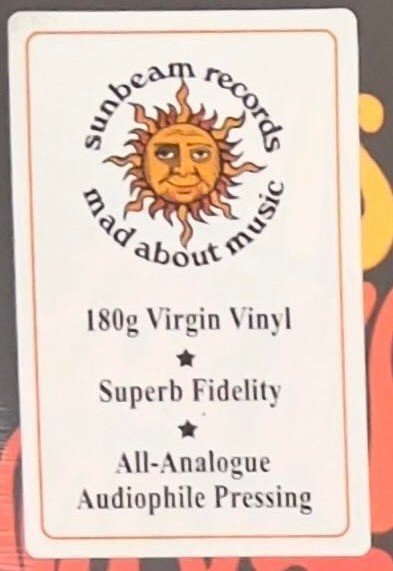 sunbeam records
mad about music
180g Virgin Vinyl
★
Superb Fidelity
★
All-Analogue
Audiophile Pressing